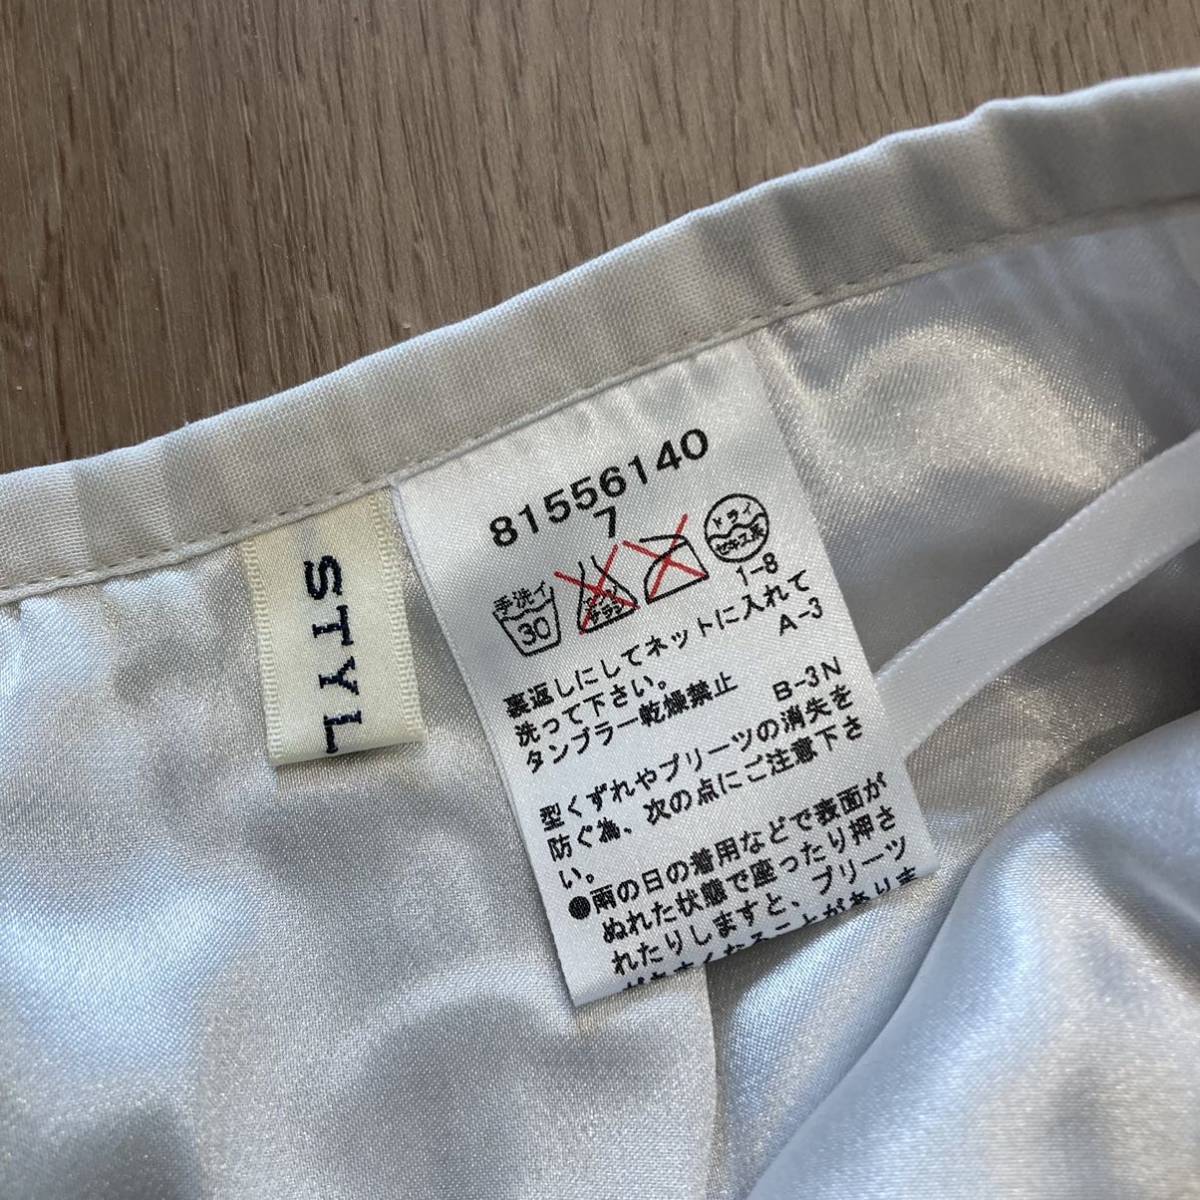 STYL
81556140
7
手洗イ
30
ドライ
セキユ系
1-8
A-3
裏返しにしてネットに入れて
洗って下さい。
B-3N
タンブラー乾燥禁止
型くずれやプリーツの消失を
防ぐ為、次の点にご注意下さ
い。
●雨の日の着用などで表面が
ぬれた状態で座ったり押さ
れたりしますと、プリーツ